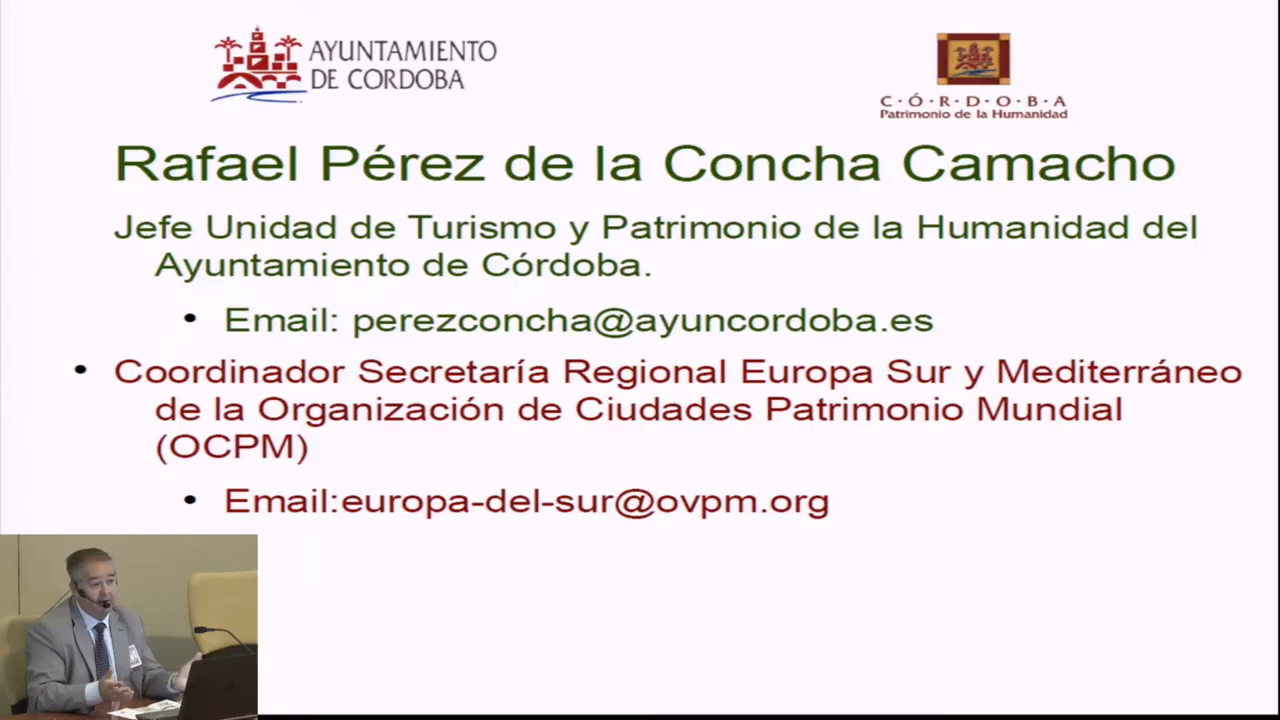 AYUNTAMIENTO
DE CORDOBA
C·Ó·R·D·O·B·A
Patrimonio de la Humanidad
Rafael Pérez de la Concha Camacho
Jefe Unidad de Turismo y Patrimonio de la Humanidad del
Ayuntamiento de Córdoba.
• Email: perezconcha@ayuncordoba.es
• Coordinador Secretaría Regional Europa Sur y Mediterráneo
de la Organización de Ciudades Patrimonio Mundial
(OCPM)
• Email:europa-del-sur@ovpm.org